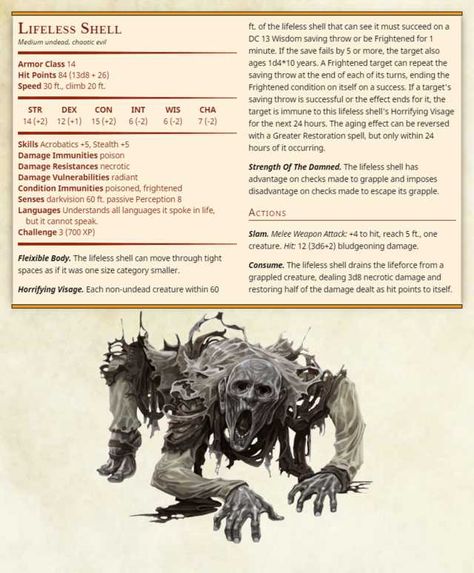 Lifeless Shell
Medium undead, chaotic evil
Armor Class 14
Hit Points 84 (13d8 + 26)
Speed 30 ft., climb 20 ft.
STR DEX CON INT WIS CHA
14 (+2) 12 (+1) 15 (+2) 6 (-2) 6 (-2) 7 (-2)
Skills Acrobatics +5, Stealth +5
Damage Immunities poison
Damage Resistances necrotic
Damage Vulnerabilities radiant
Condition Immunities poisoned, frightened
Senses darkvision 60 ft. passive Perception 8
Languages Understands all languages it spoke in life,
but it cannot speak.
Challenge 3 (700 XP)
Fleixible Body. The lifeless shell can move through tight
spaces as if it was one size category smaller.
Horrifying Visage. Each non-undead creature within 60
ft. of the lifeless shell that can see it must succeed on a
DC 13 Wisdom saving throw or be Frightened for 1
minute. If the save fails by 5 or more, the target also
ages 1d4*10 years. A Frightened target can repeat the
saving throw at the end of each of its turns, ending the
Frightened condition on itself on a success. If a target's
saving throw is successful or the effect ends for it, the
target is immune to this lifeless shell's Horrifying Visage
for the next 24 hours. The aging effect can be reversed
with a Greater Restoration spell, but only within 24
hours of it occurring.
Strength Of The Damned. The lifeless shell has
advantage on checks made to grapple and imposes
disadvantage on checks made to escape its grapple.
Actions
Slam. Melee Weapon Attack: +4 to hit, reach 5 ft., one
creature. Hit: 12 (3d6+2) bludgeoning damage.
Consume. The lifeless shell drains the lifeforce from a
grappled creature, dealing 3d8 necrotic damage and
restoring half of the damage dealt as hit points to itself.